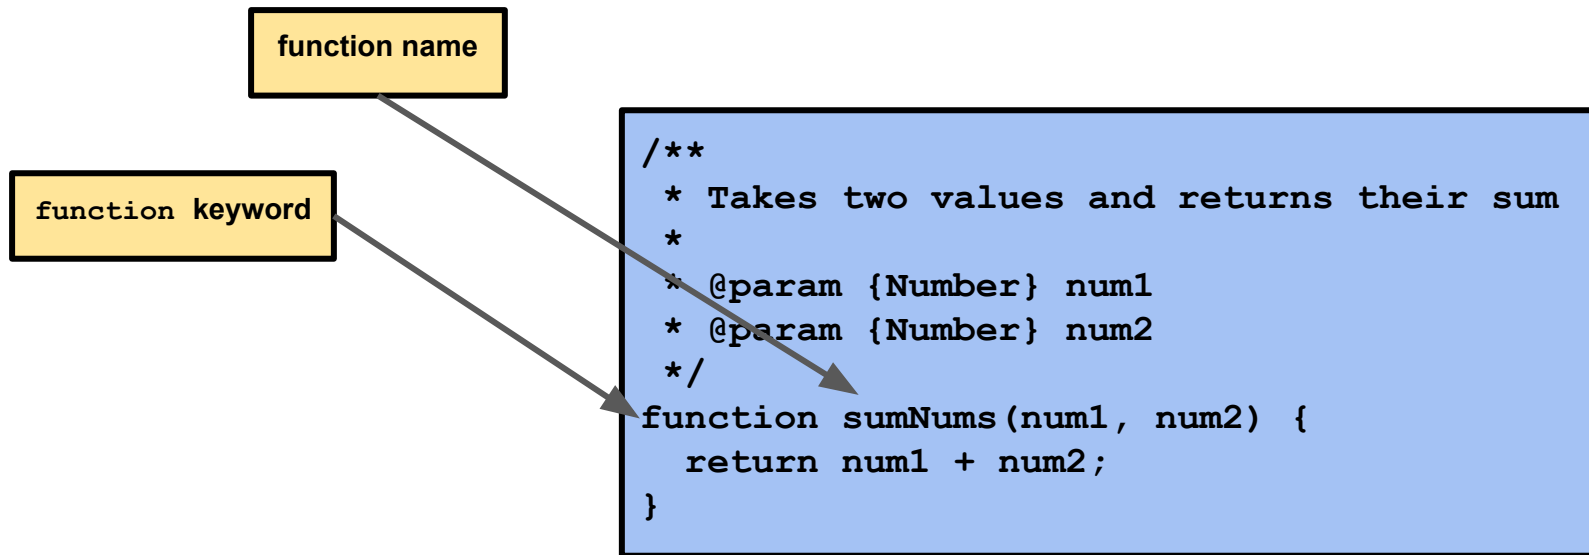 function name
function keyword
/**
 * Takes two values and returns their sum
 *
 * @param {Number} num1
 * @param {Number} num2
 */
function sumNums(num1, num2) {
  return num1 + num2;
}